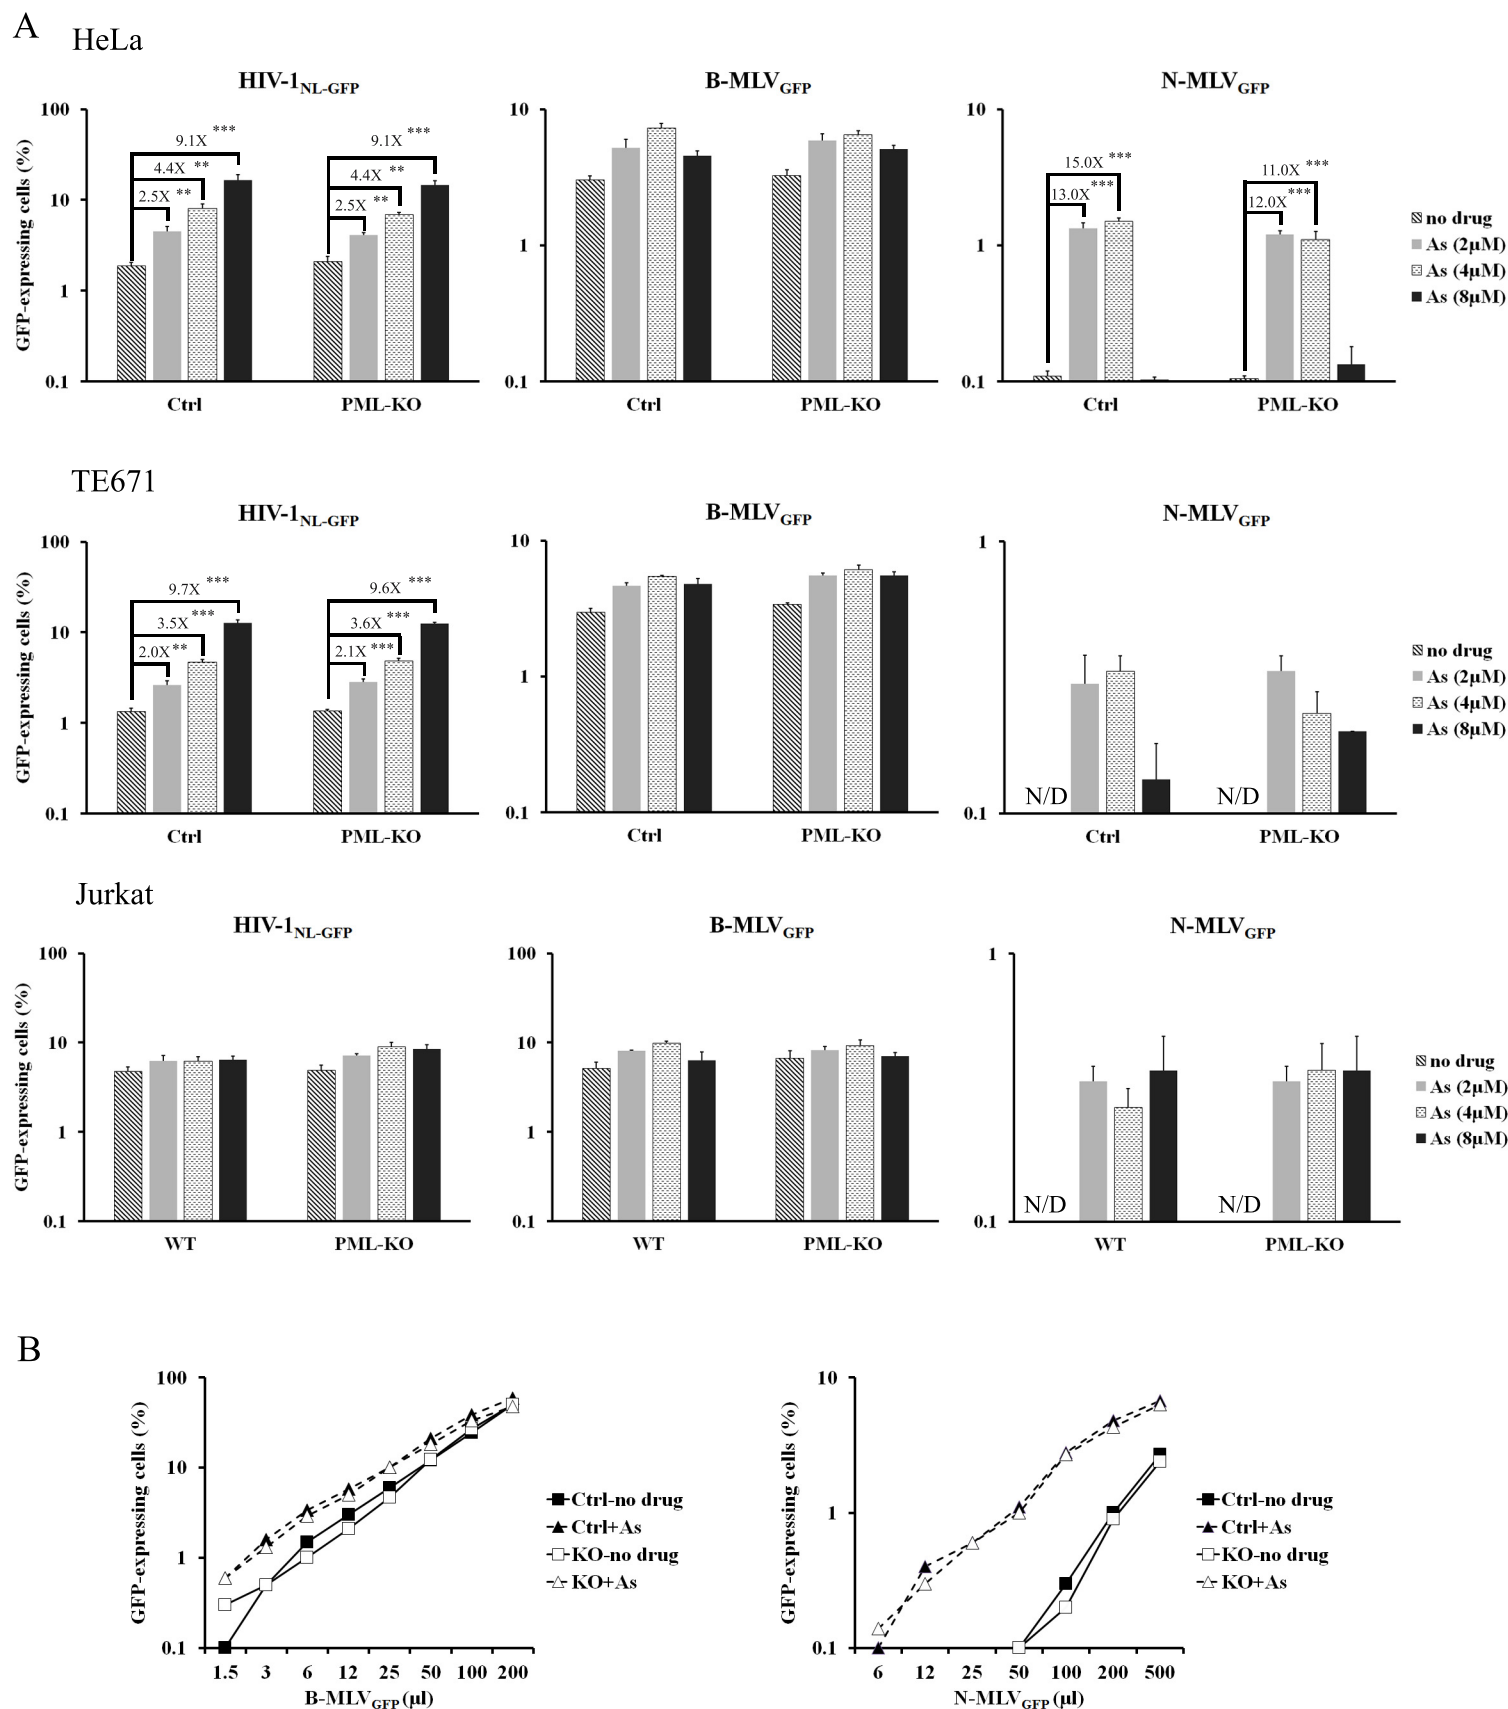 A
HeLa
HIV-1NL-GFP
B-MLVGFP
N-MLVGFP
GFP-expressing cells (%)
100
10
1
0.1
9.1X ***
4.4X **
2.5X **
9.1X ***
4.4X **
2.5X **
Ctrl
PML-KO
10
1
0.1
Ctrl
PML-KO
10
1
0.1
15.0X ***
13.0X ***
11.0X ***
12.0X ***
Ctrl
PML-KO
no drug
As (2µM)
As (4µM)
As (8µM)
TE671
HIV-1NL-GFP
B-MLVGFP
N-MLVGFP
GFP-expressing cells (%)
100
10
1
0.1
9.7X ***
3.5X ***
2.0X **
9.6X ***
3.6X ***
2.1X ***
Ctrl
PML-KO
10
1
0.1
Ctrl
PML-KO
1
0.1
N/D
N/D
Ctrl
PML-KO
no drug
As (2µM)
As (4µM)
As (8µM)
Jurkat
HIV-1NL-GFP
B-MLVGFP
N-MLVGFP
GFP-expressing cells (%)
100
10
1
0.1
WT
PML-KO
100
10
1
0.1
WT
PML-KO
1
0.1
N/D
N/D
WT
PML-KO
no drug
As (2µM)
As (4µM)
As (8µM)
B
GFP-expressing cells (%)
100
10
1
0.1
1.5 3 6 12 25 50 100 200
B-MLVGFP (µl)
Ctrl-no drug
Ctrl+As
KO-no drug
KO+As
GFP-expressing cells (%)
10
1
0.1
6 12 25 50 100 200 500
N-MLVGFP (µl)
Ctrl-no drug
Ctrl+As
KO-no drug
KO+As